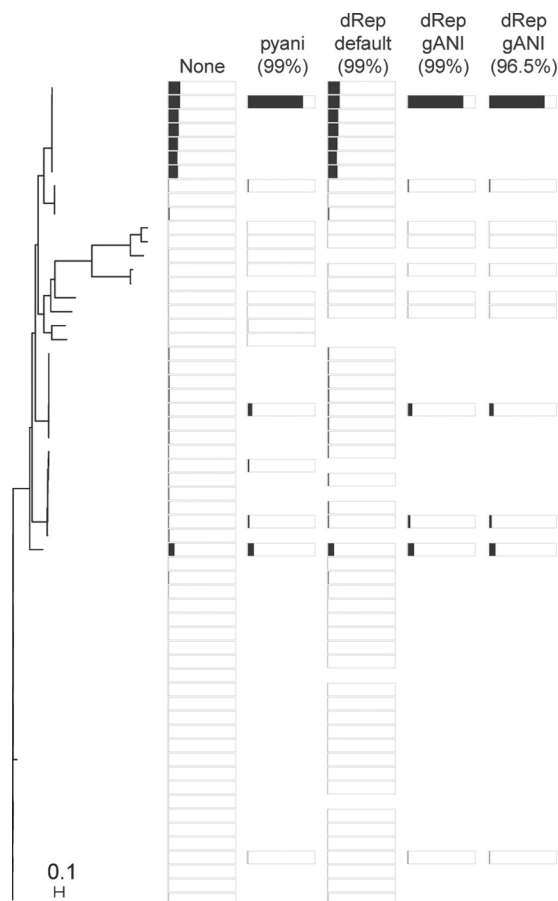 None
pyani
(99%)
dRep
default
(99%)
dRep
gANI
(99%)
dRep
gANI
(96.5%)
0.1